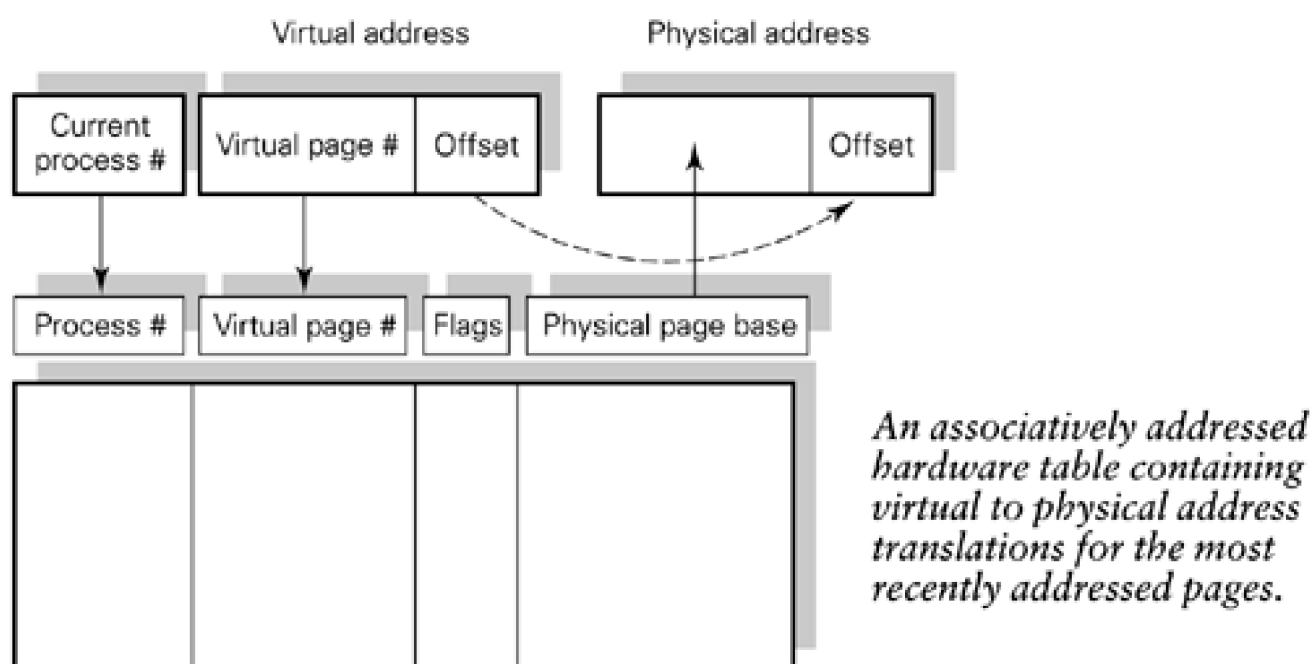 Virtual address
Physical address
Current
process #
Virtual page #
Offset
Offset
Process #
Virtual page #
Flags
Physical page base
An associatively addressed
hardware table containing
virtual to physical address
translations for the most
recently addressed pages.